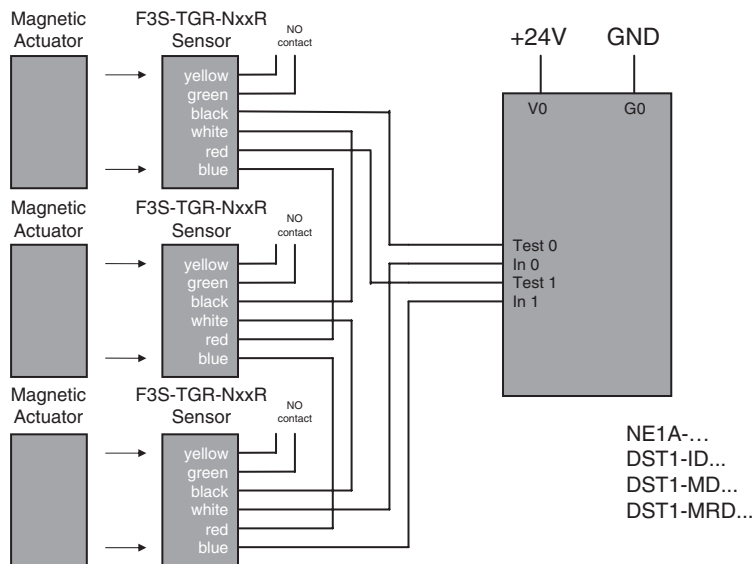 Magnetic
Actuator
F3S-TGR-NxxR
Sensor
NO
contact
yellow
green
black
white
red
blue
Magnetic
Actuator
F3S-TGR-NxxR
Sensor
NO
contact
yellow
green
black
white
red
blue
Magnetic
Actuator
F3S-TGR-NxxR
Sensor
NO
contact
yellow
green
black
white
red
blue
+24V
GND
V0
G0
Test 0
In 0
Test 1
In 1
NE1A-...
DST1-ID...
DST1-MD...
DST1-MRD...